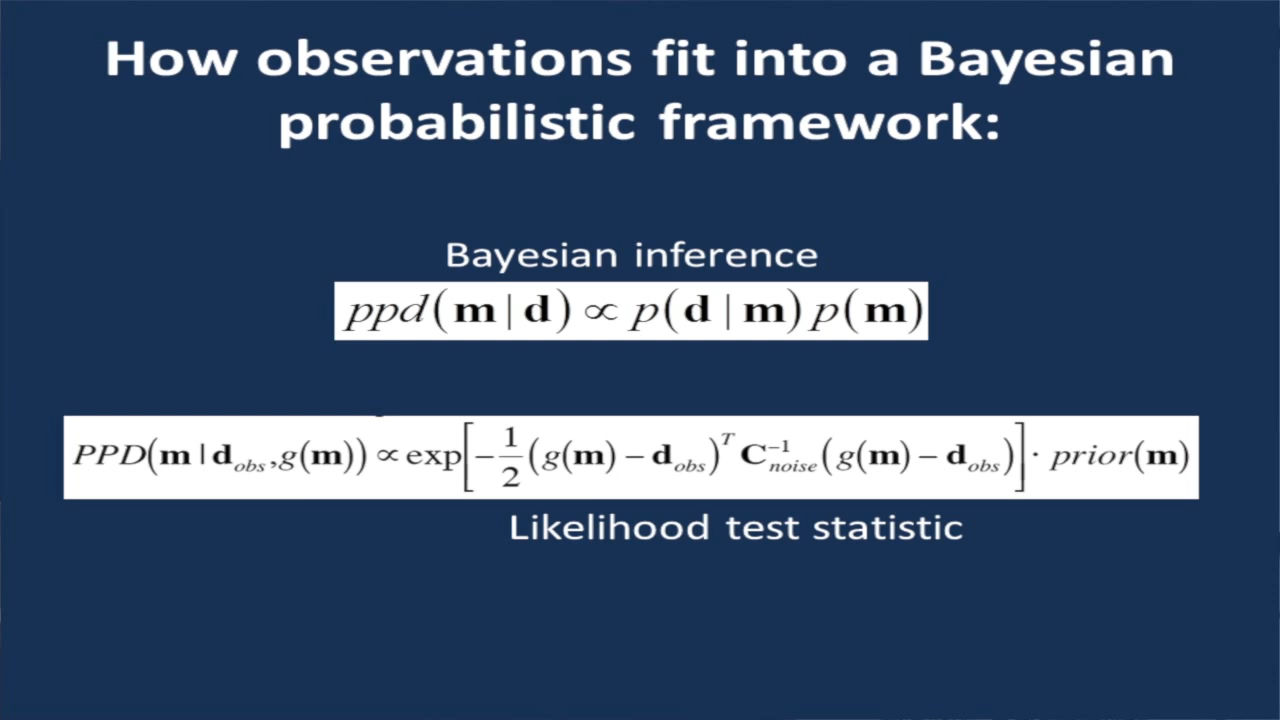 How observations fit into a Bayesian
probabilistic framework:
Bayesian inference
ppd(m|d) ∝ p(d|m)p(m)
PPD(m|d_obs,g(m)) ∝ exp[-1/2(g(m) − d_obs)^T C_noise^-1 (g(m) − d_obs)] · prior(m)
Likelihood test statistic